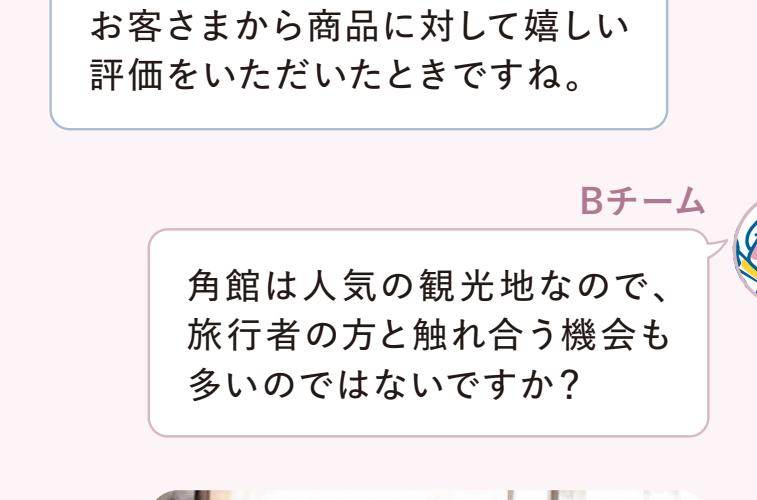 お客さまから商品に対して嬉しい
評価をいただいたときですね。
Bチーム
角館は人気の観光地なので、
旅行者の方と触れ合う機会も
多いのではないですか？